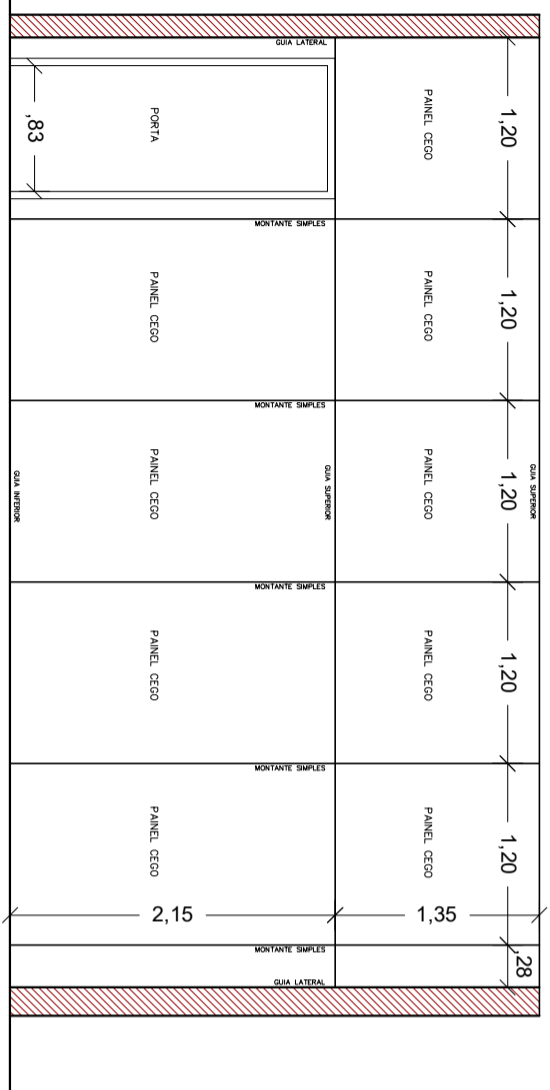 GUIA SUPERIOR
1,20
1,20
1,20
1,20
1,20
,28
PAINEL CEGO
PAINEL CEGO
PAINEL CEGO
PAINEL CEGO
PAINEL CEGO
1,35
GUIA LATERAL
MONTANTE SIMPLES
MONTANTE SIMPLES
GUIA SUPERIOR
MONTANTE SIMPLES
MONTANTE SIMPLES
MONTANTE SIMPLES
GUIA LATERAL
PORTA
PAINEL CEGO
PAINEL CEGO
PAINEL CEGO
PAINEL CEGO
2,15
,83
GUIA INFERIOR